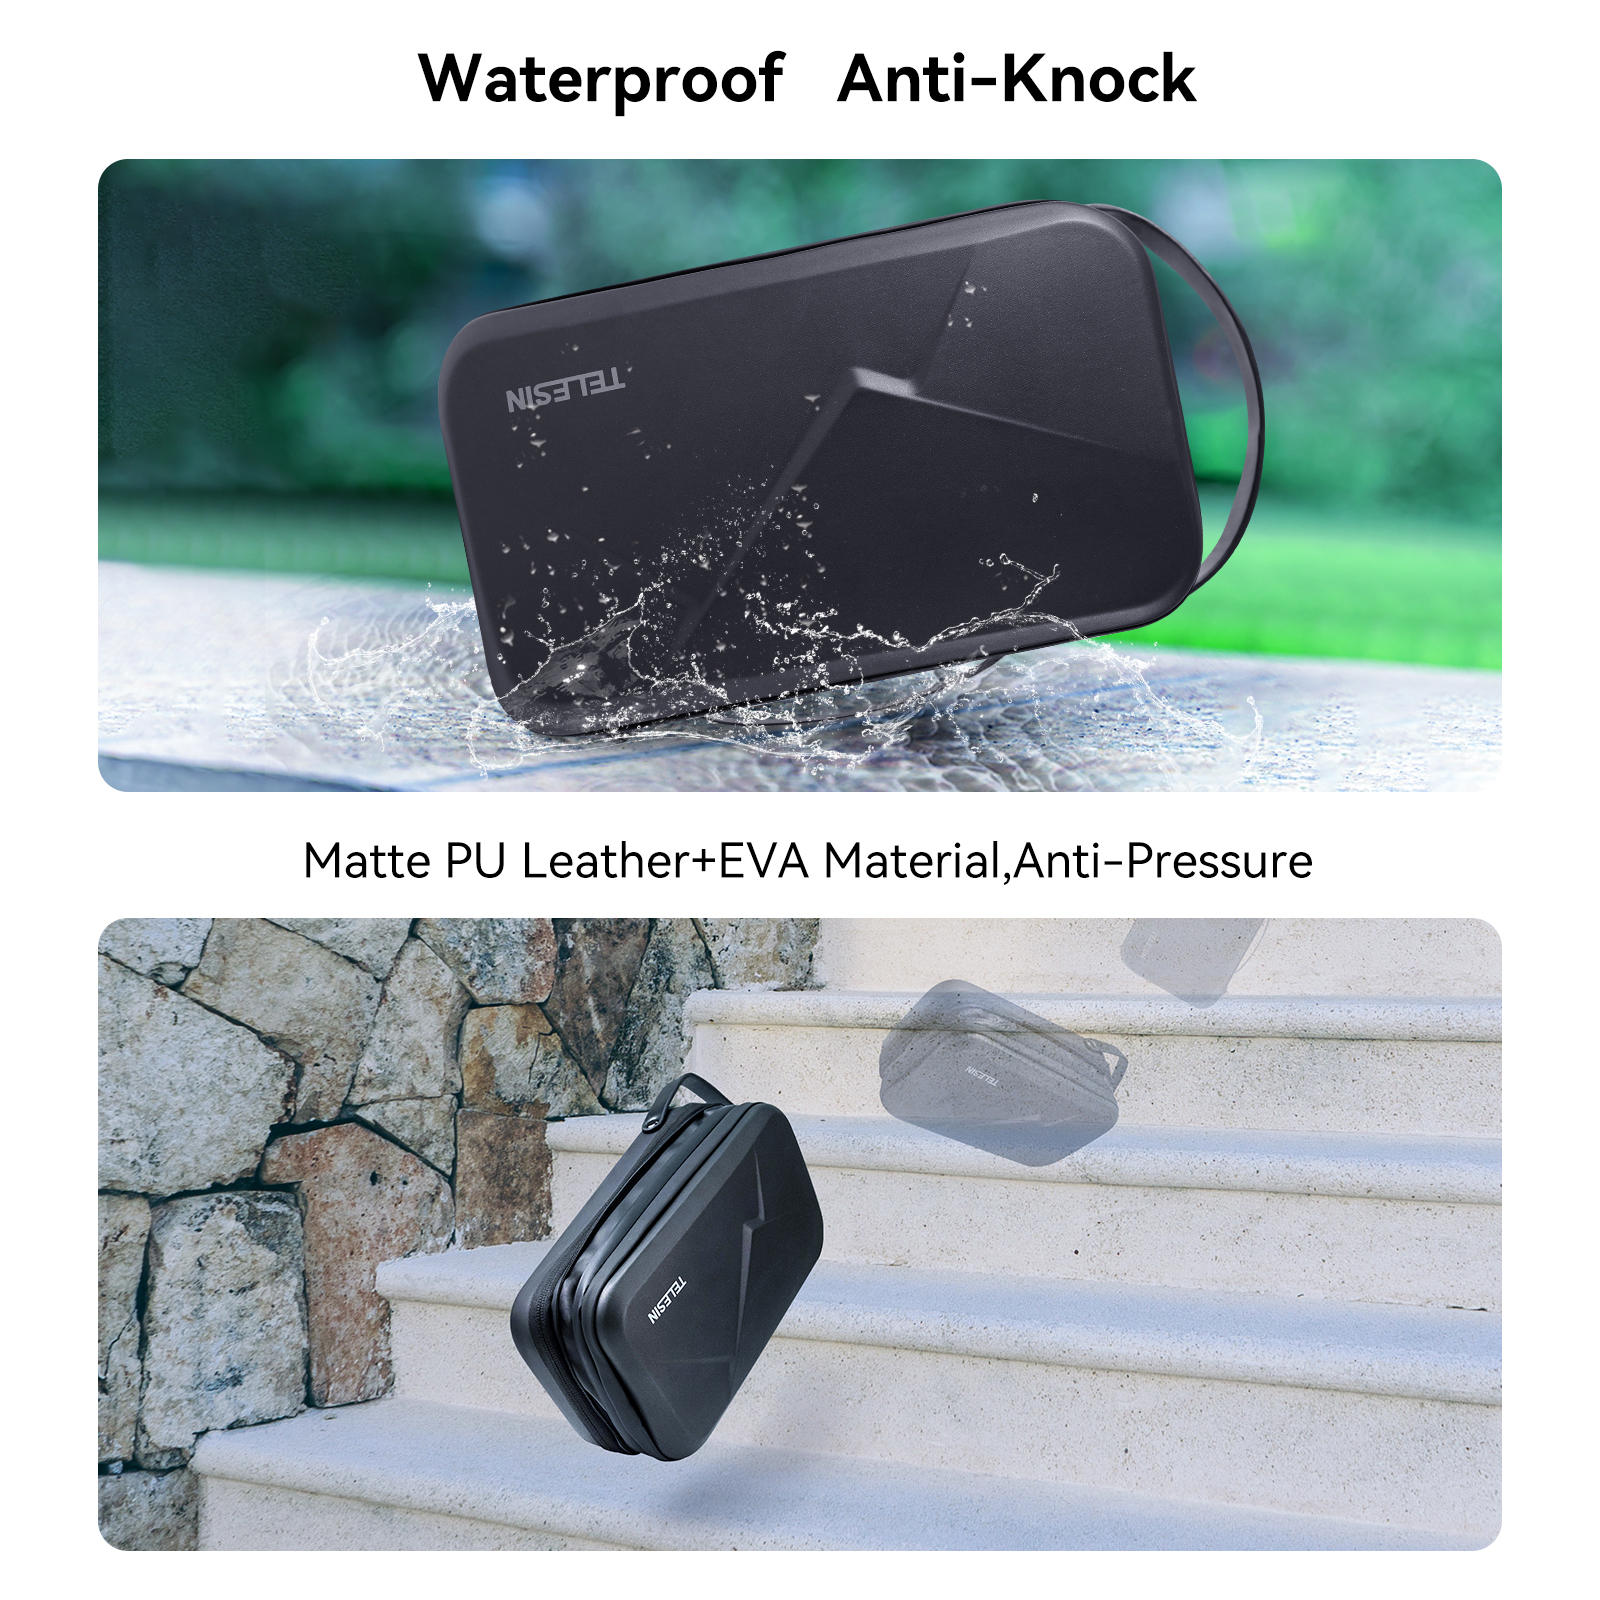 Waterproof Anti-Knock
TELESIN
Matte PU Leather+EVA Material,Anti-Pressure
TELESIN
TELESIN